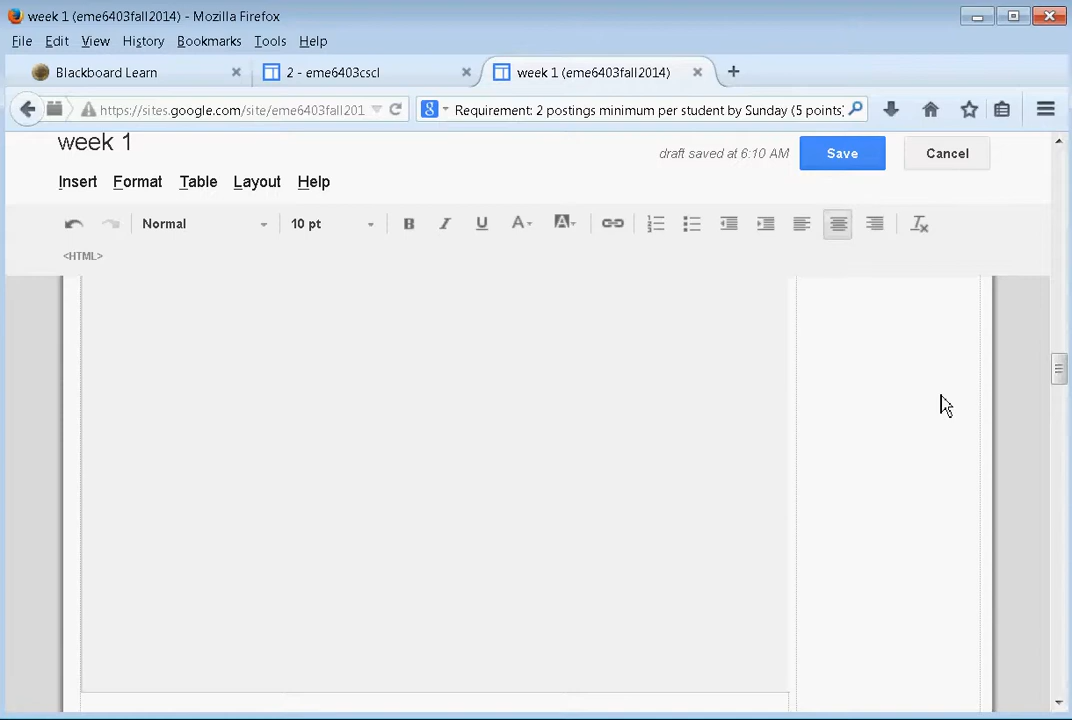 week 1 (eme6403fall2014) - Mozilla Firefox
File Edit View History Bookmarks Tools Help
Blackboard Learn
2 - eme6403cscl
week 1 (eme6403fall2014)
https://sites.google.com/site/eme6403fall201
Requirement: 2 postings minimum per student by Sunday (5 points)
week 1
draft saved at 6:10 AM
Save
Cancel
Insert Format Table Layout Help
Normal
10 pt
B I U A A
<HTML>